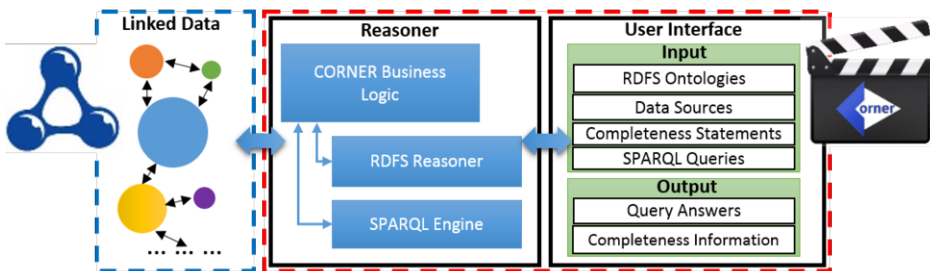 Linked Data
... ...
Reasoner
CORNER Business
Logic
RDFS Reasoner
SPARQL Engine
User Interface
Input
RDFS Ontologies
Data Sources
Completeness Statements
SPARQL Queries
Output
Query Answers
Completeness Information
orner